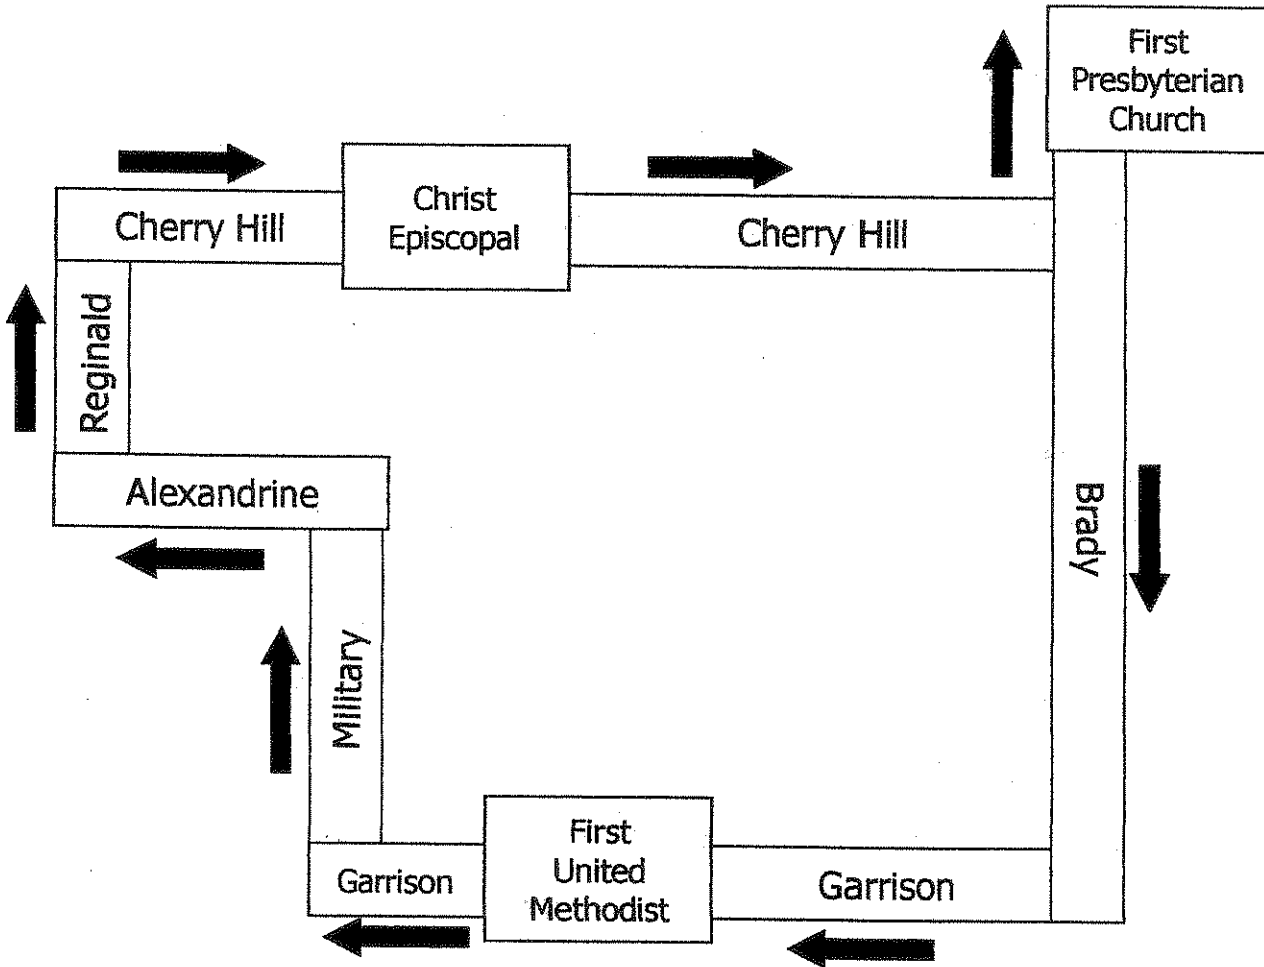 First
Presbyterian
Church
Cherry Hill
Christ
Episcopal
Cherry Hill
Reginald
Alexandrine
Brady
Military
Garrison
First
United
Methodist
Garrison